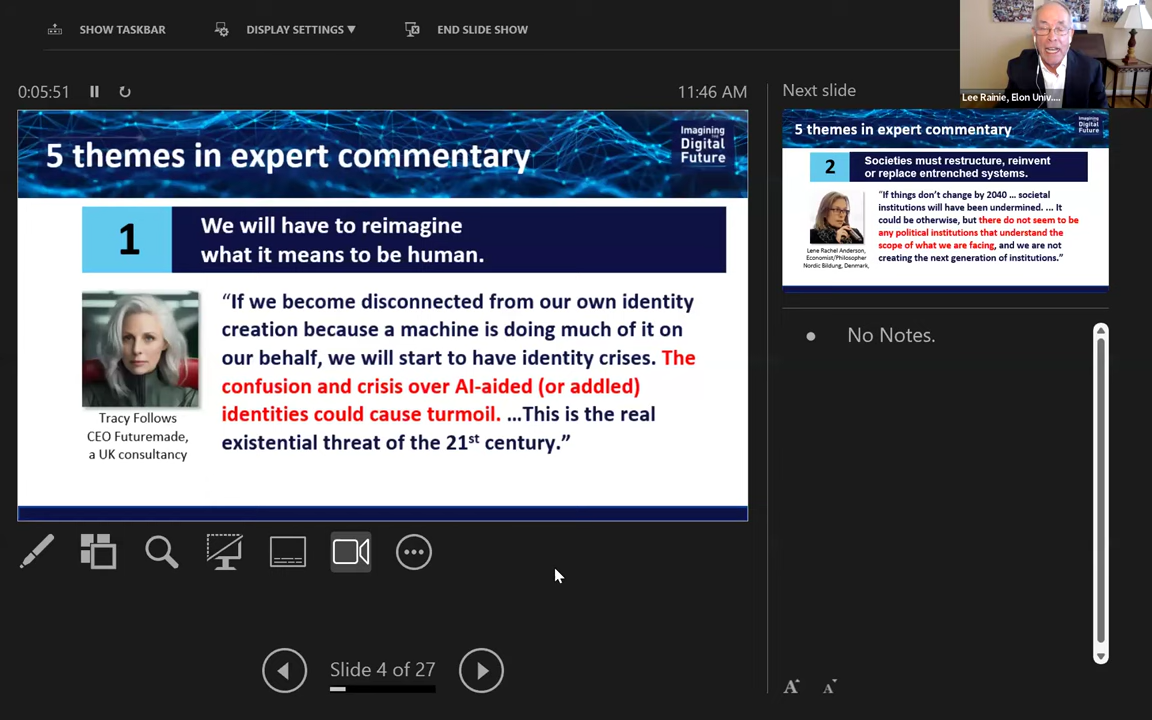 SHOW TASKBAR
DISPLAY SETTINGS ▼
END SLIDE SHOW
Lee Rainie, Elon Univ....
0:05:51
11:46 AM
Next slide
5 themes in expert commentary
Imagining
THE
Digital
Future
1
We will have to reimagine
what it means to be human.
“If we become disconnected from our own identity
creation because a machine is doing much of it on
our behalf, we will start to have identity crises. The
confusion and crisis over AI-aided (or addled)
identities could cause turmoil. …This is the real
existential threat of the 21st century.”
Tracy Follows
CEO Futuremade,
a UK consultancy
5 themes in expert commentary
Imagining
Digital
Future
2
Societies must restructure, reinvent
or replace entrenched systems.
“If things don’t change by 2040 … societal
institutions will have been undermined. … It
could be otherwise, but there do not seem to be
any political institutions that understand the
scope of what we are facing, and we are not
creating the next generation of institutions.”
Lene Rachel Anderson,
Economist/Philosopher
Nordic Bildung, Denmark,
No Notes.
Slide 4 of 27
A
A